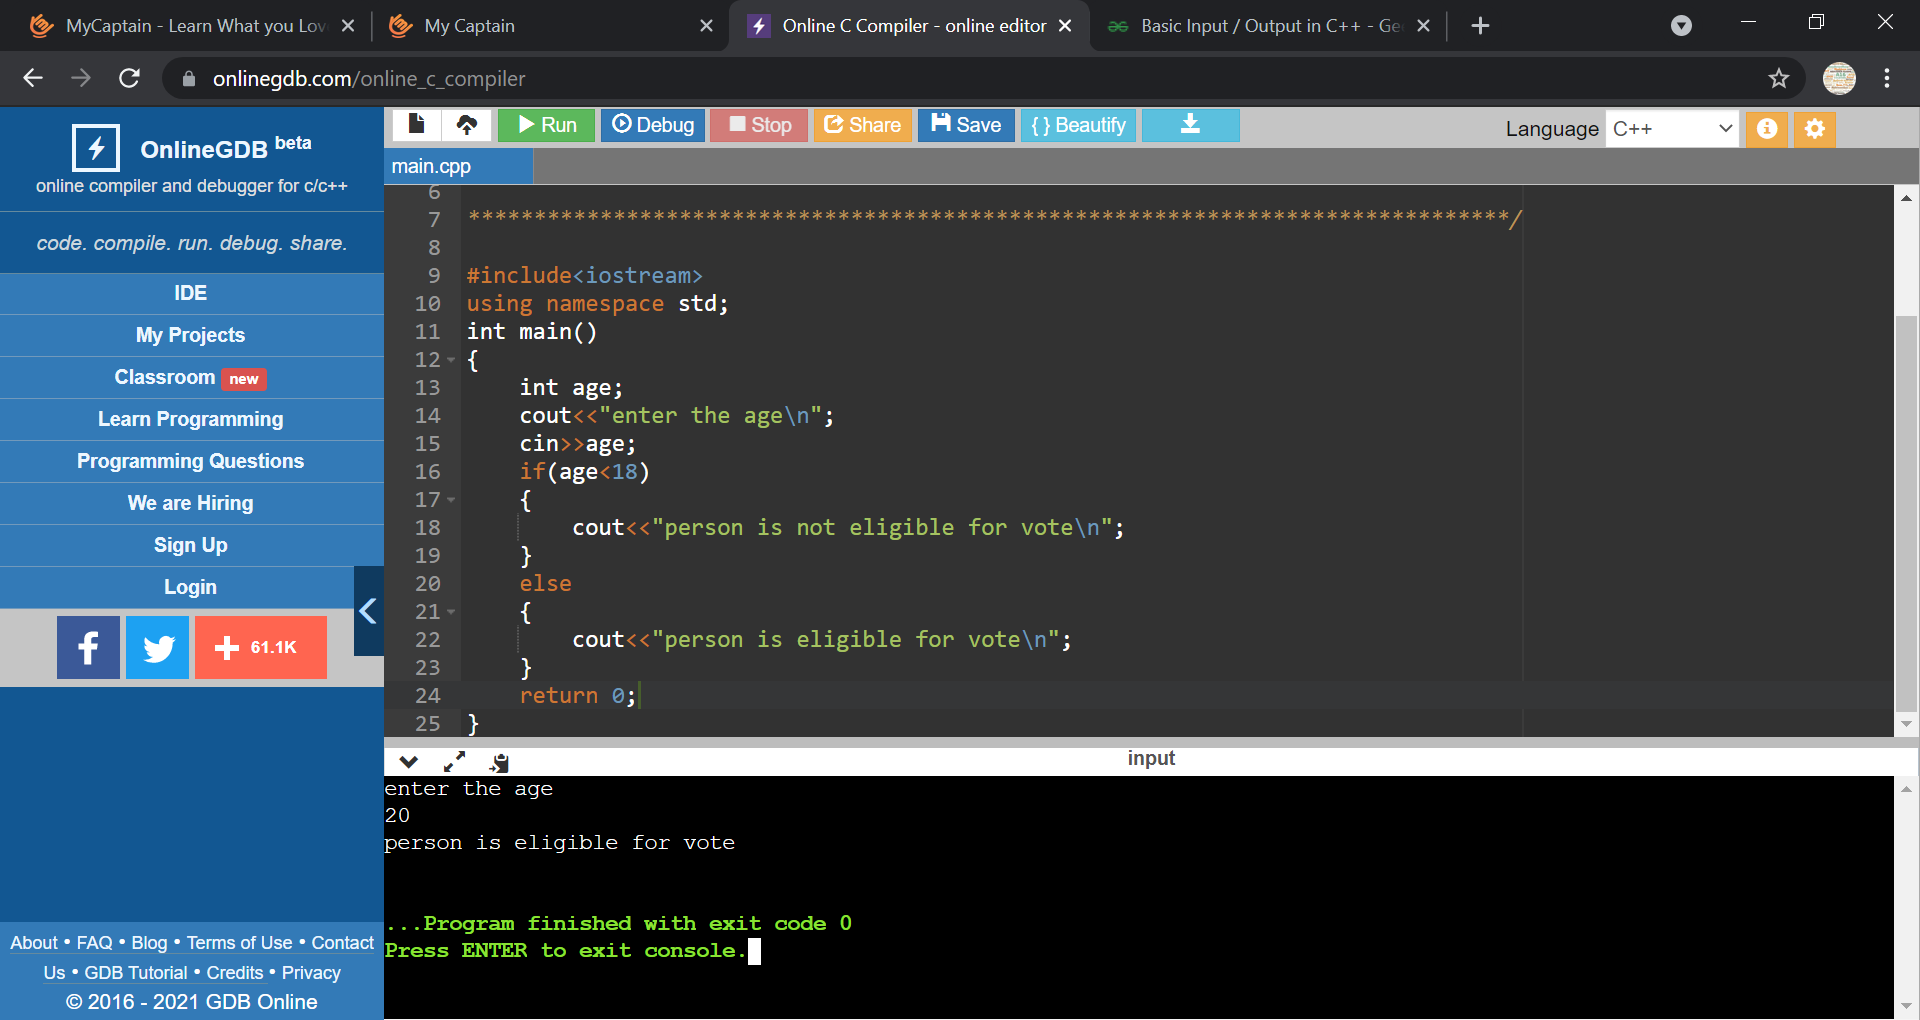 MyCaptain - Learn What you Lov
My Captain
Online C Compiler - online editor
Basic Input / Output in C++ - Ge
onlinegdb.com/online_c_compiler
OnlineGDB beta
online compiler and debugger for c/c++
code. compile. run. debug. share.
IDE
My Projects
Classroom new
Learn Programming
Programming Questions
We are Hiring
Sign Up
Login
61.1K
About • FAQ • Blog • Terms of Use • Contact
Us • GDB Tutorial • Credits • Privacy
© 2016 - 2021 GDB Online
Run Debug Stop Share Save { } Beautify
Language C++
main.cpp
6
7 *******************************************************************************/
8
9 #include<iostream>
10 using namespace std;
11 int main()
12 {
13 int age;
14 cout<<"enter the age\n";
15 cin>>age;
16 if(age<18)
17 {
18 cout<<"person is not eligible for vote\n";
19 }
20 else
21 {
22 cout<<"person is eligible for vote\n";
23 }
24 return 0;
25 }
input
enter the age
20
person is eligible for vote
...Program finished with exit code 0
Press ENTER to exit console.